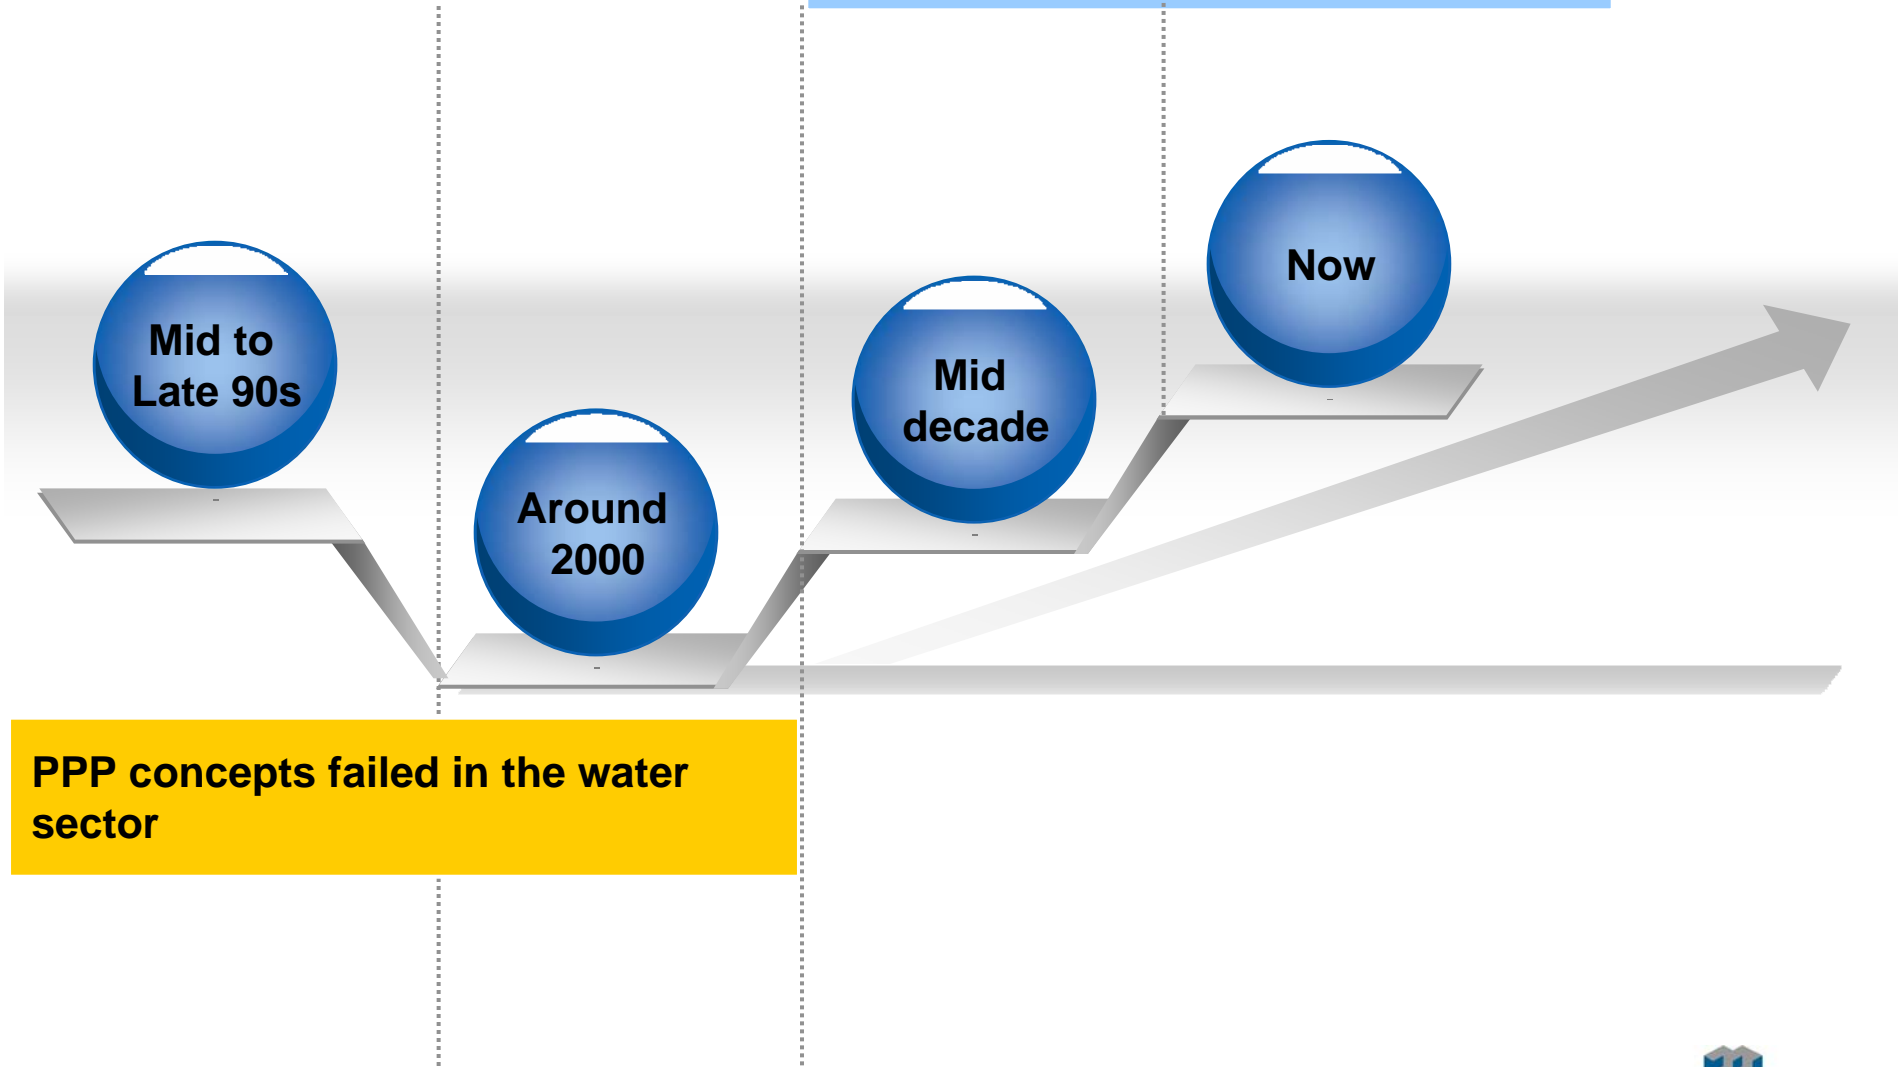 Mid to
Late 90s
Around
2000
Mid
decade
Now
PPP concepts failed in the water
sector